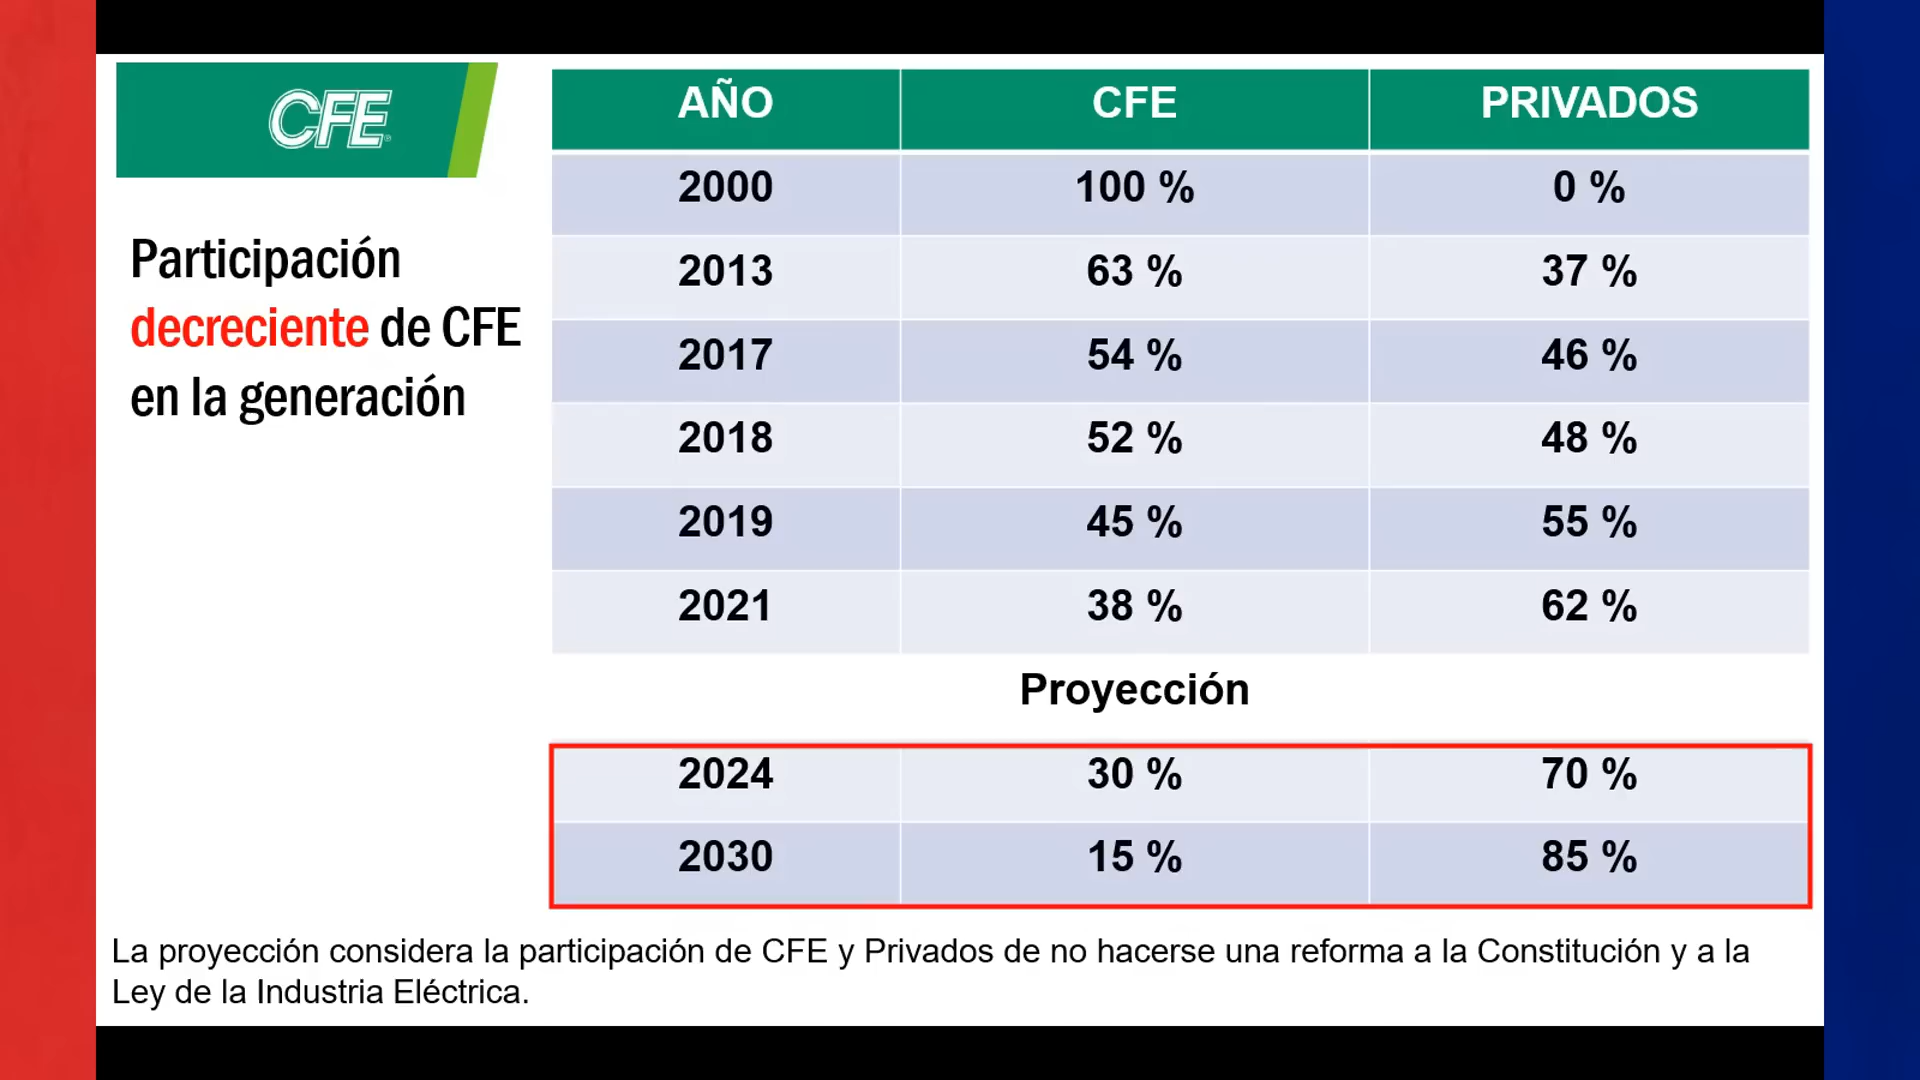 CFE
Participación
decreciente de CFE
en la generación
AÑO CFE PRIVADOS
2000 100 % 0 %
2013 63 % 37 %
2017 54 % 46 %
2018 52 % 48 %
2019 45 % 55 %
2021 38 % 62 %
Proyección
2024 30 % 70 %
2030 15 % 85 %
La proyección considera la participación de CFE y Privados de no hacerse una reforma a la Constitución y a la
Ley de la Industria Eléctrica.